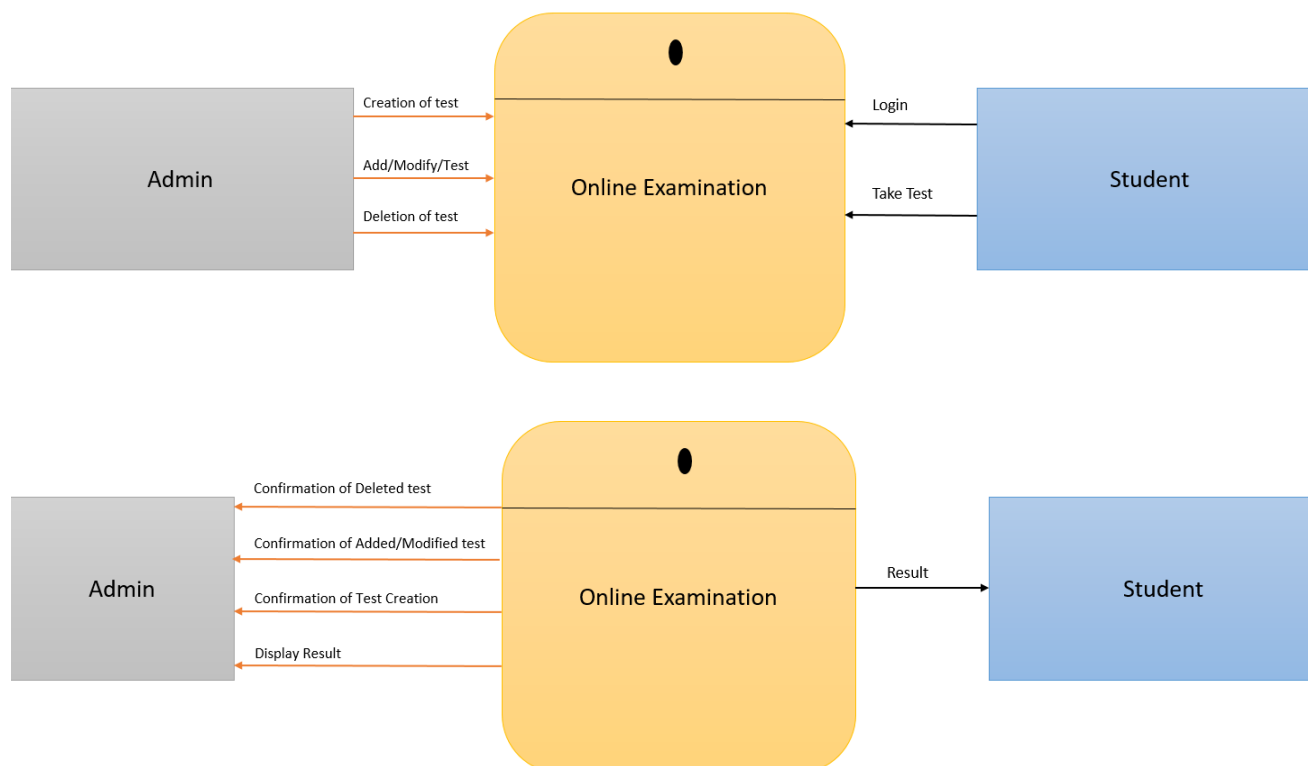 Creation of test
Login
Add/Modify/Test
Admin
Online Examination
Student
Take Test
Deletion of test
Confirmation of Deleted test
Confirmation of Added/Modified test
Result
Admin
Online Examination
Student
Confirmation of Test Creation
Display Result